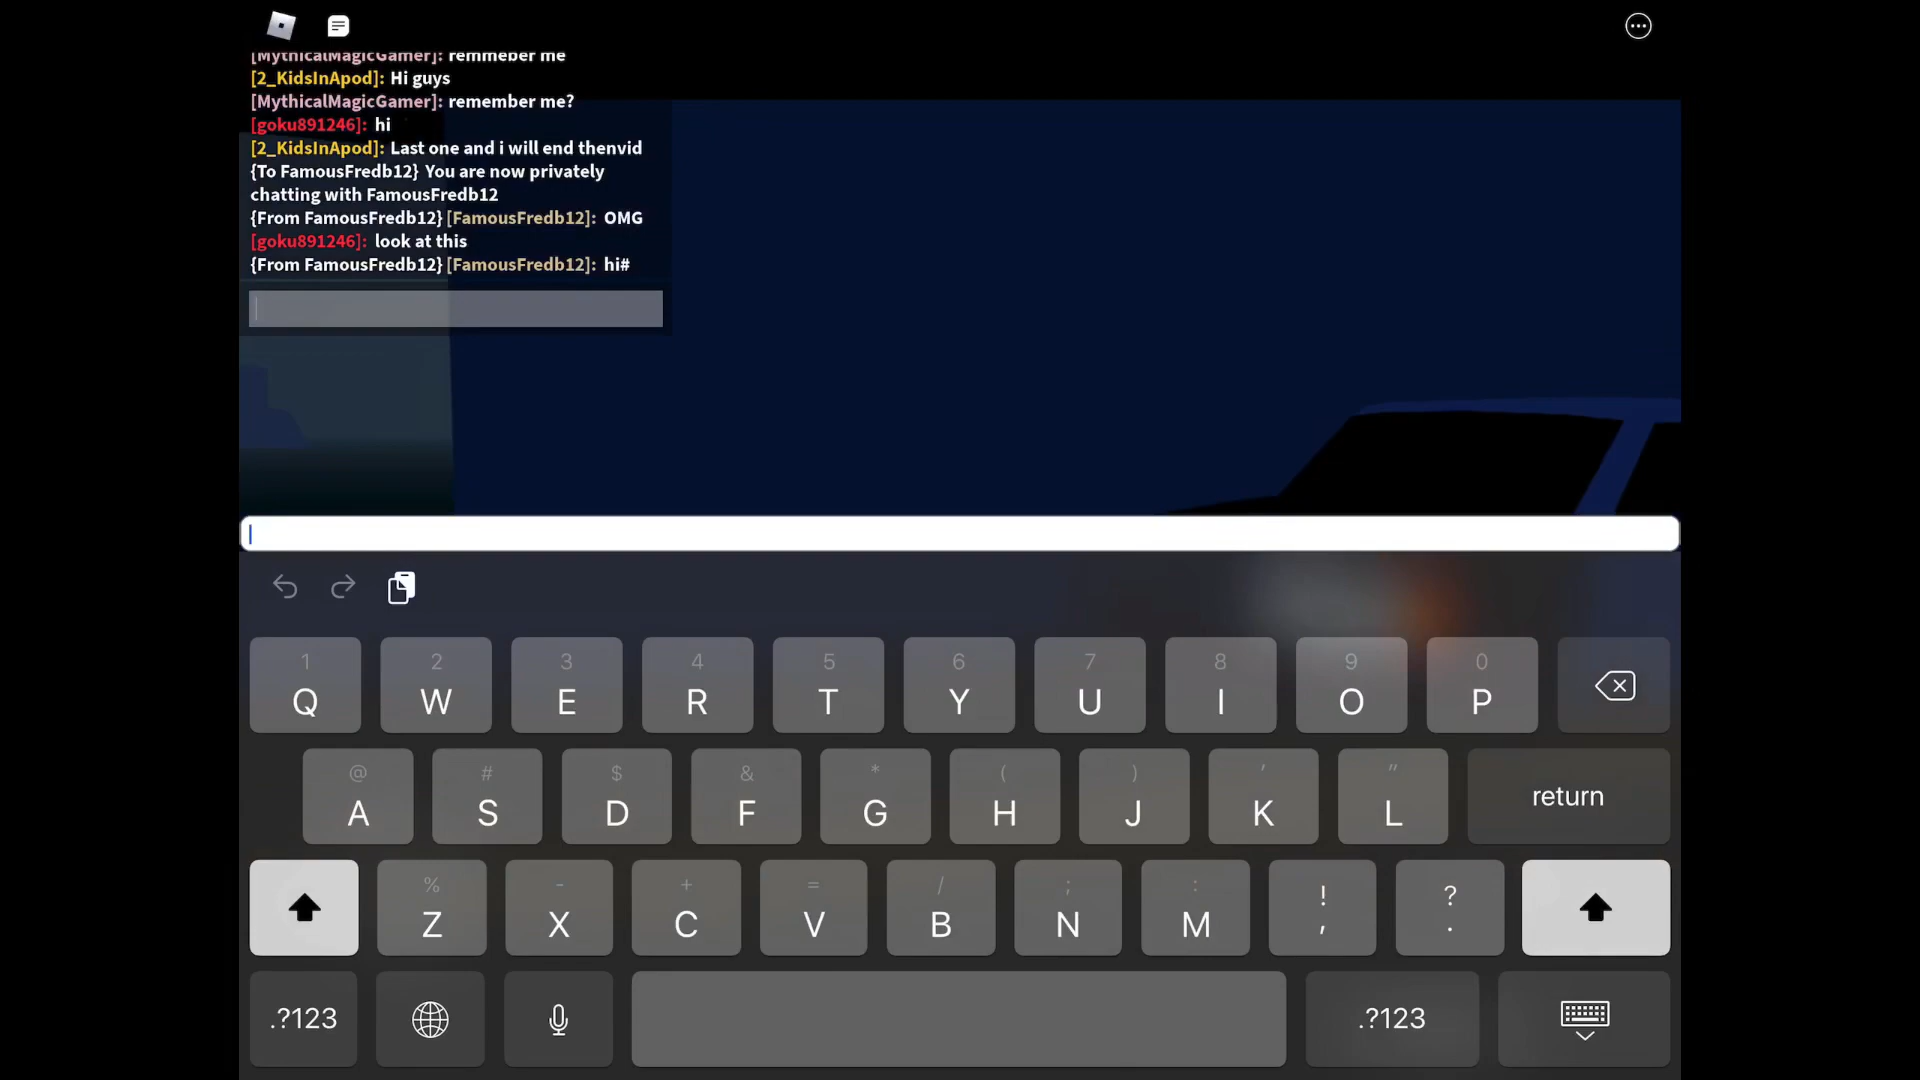 [MythicalMagicGamer]: remmeber me
[2_KidsInApod]: Hi guys
[MythicalMagicGamer]: remember me?
[goku891246]: hi
[2_KidsInApod]: Last one and i will end thenvid
{To FamousFredb12} You are now privately
chatting with FamousFredb12
{From FamousFredb12} [FamousFredb12]: OMG
[goku891246]: look at this
{From FamousFredb12} [FamousFredb12]: hi#
1 2 3 4 5 6 7 8 9 0
Q W E R T Y U I O P
@ # $ & * ( ) ' "
A S D F G H J K L return
% - + = / ; : ! ?
Z X C V B N M , .
.?123 .?123